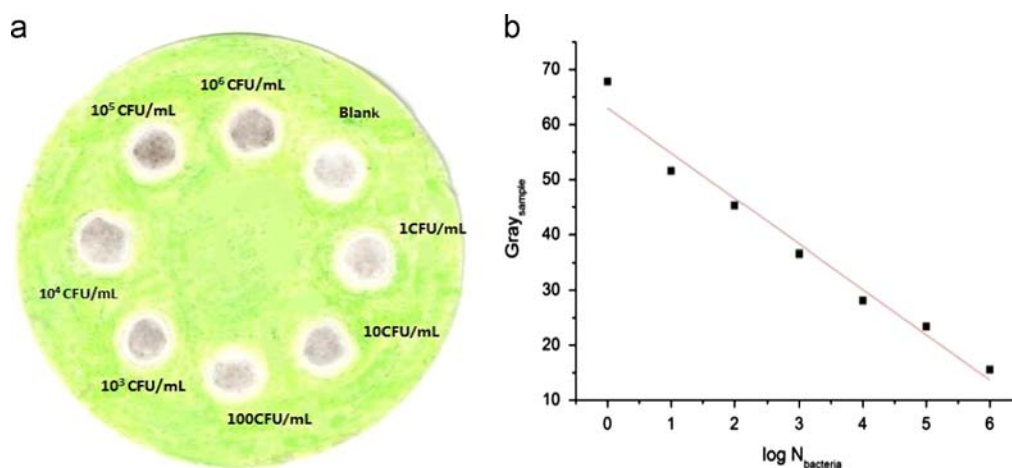 a
10⁶ CFU/mL
10⁵ CFU/mL
Blank
1CFU/mL
10⁴ CFU/mL
10CFU/mL
10³ CFU/mL
100CFU/mL
b
70
60
50
40
30
20
10
Gray_sample
0 1 2 3 4 5 6
log N_bacteria